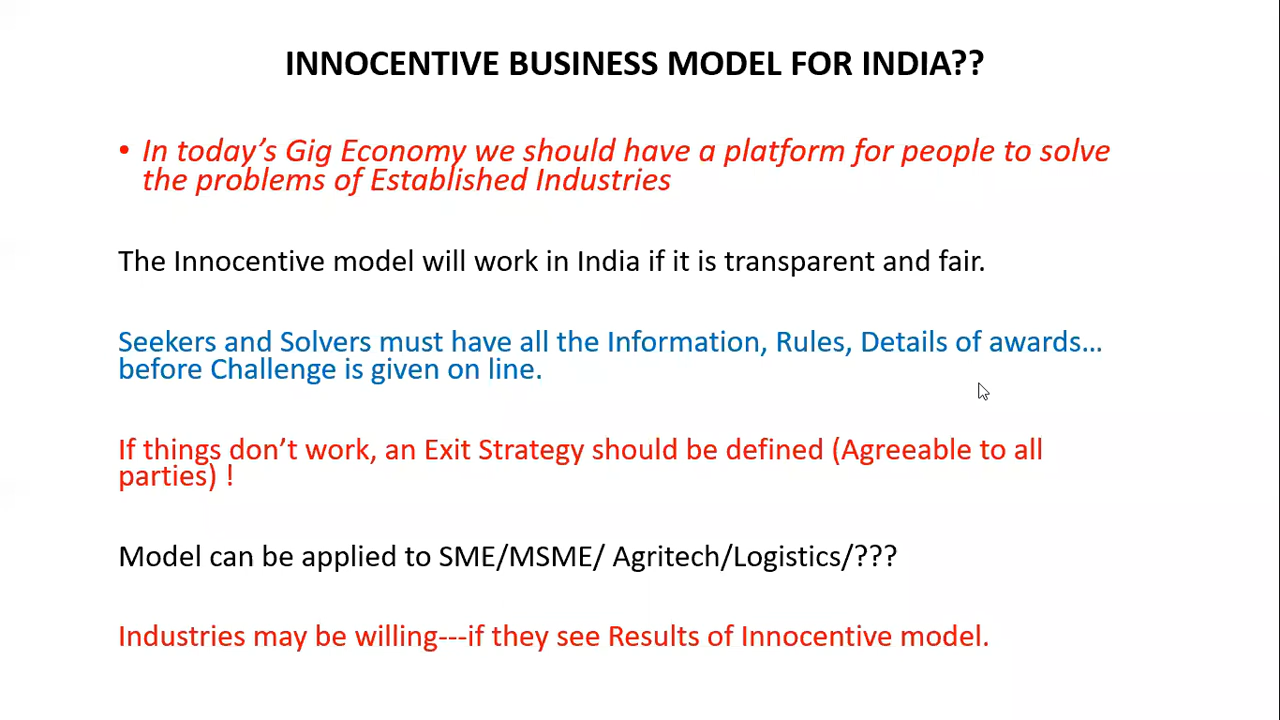 INNOCENTIVE BUSINESS MODEL FOR INDIA??
• In today's Gig Economy we should have a platform for people to solve
the problems of Established Industries
The Innocentive model will work in India if it is transparent and fair.
Seekers and Solvers must have all the Information, Rules, Details of awards…
before Challenge is given on line.
If things don't work, an Exit Strategy should be defined (Agreeable to all
parties) !
Model can be applied to SME/MSME/ Agritech/Logistics/???
Industries may be willing---if they see Results of Innocentive model.